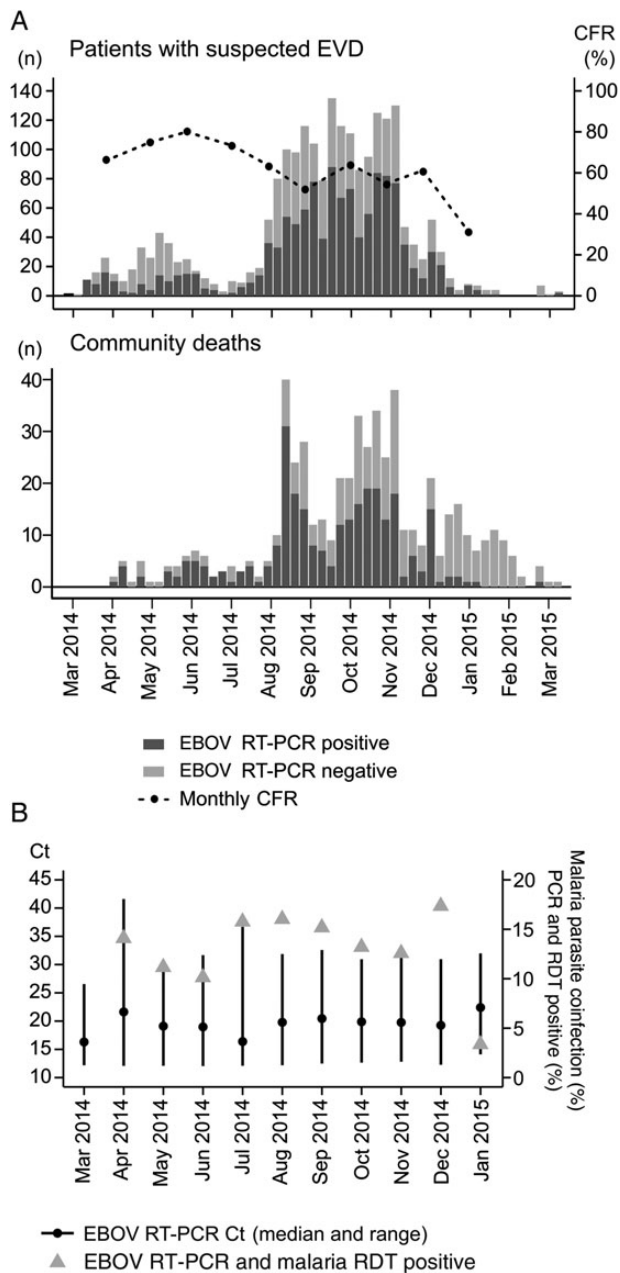 A
Patients with suspected EVD
(n)
CFR
(%)
140
120
100
80
60
40
20
0
100
80
60
40
20
0
Community deaths
(n)
40
30
20
10
0
Mar 2014
Apr 2014
May 2014
Jun 2014
Jul 2014
Aug 2014
Sep 2014
Oct 2014
Nov 2014
Dec 2014
Jan 2015
Feb 2015
Mar 2015
EBOV RT-PCR positive
EBOV RT-PCR negative
Monthly CFR
B
Ct
45
40
35
30
25
20
15
10
20
15
10
5
0
Malaria parasite coinfection (%)
PCR and RDT positive (%)
Mar 2014
Apr 2014
May 2014
Jun 2014
Jul 2014
Aug 2014
Sep 2014
Oct 2014
Nov 2014
Dec 2014
Jan 2015
EBOV RT-PCR Ct (median and range)
EBOV RT-PCR and malaria RDT positive